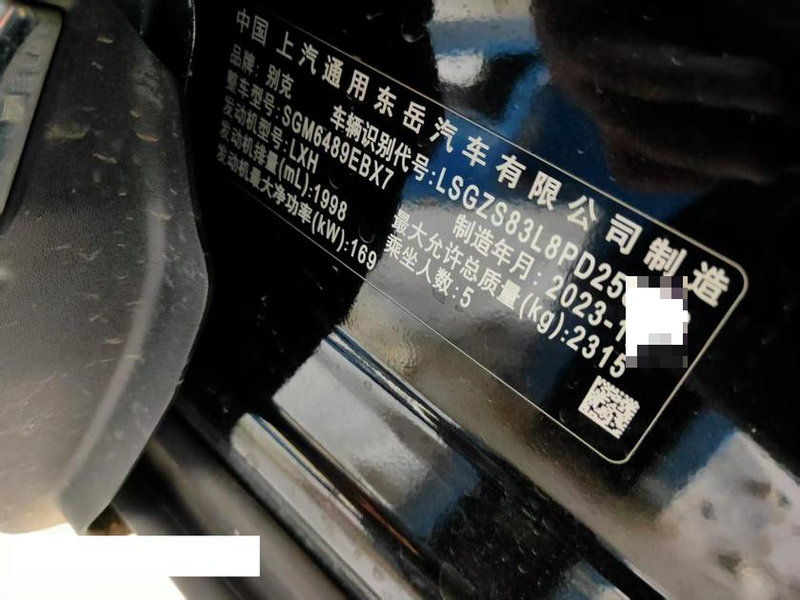 中国 上汽通用东岳汽车有限公司制造
品牌: 别克
车辆识别代号:LSGZS83L8PD25
整车型号:SGM6489EBX7
制造年月: 2023-1
发动机型号:LXH
最大允许总质量(kg):2315
发动机排量(mL):1998
乘坐人数:5
发动机最大净功率(kW):169